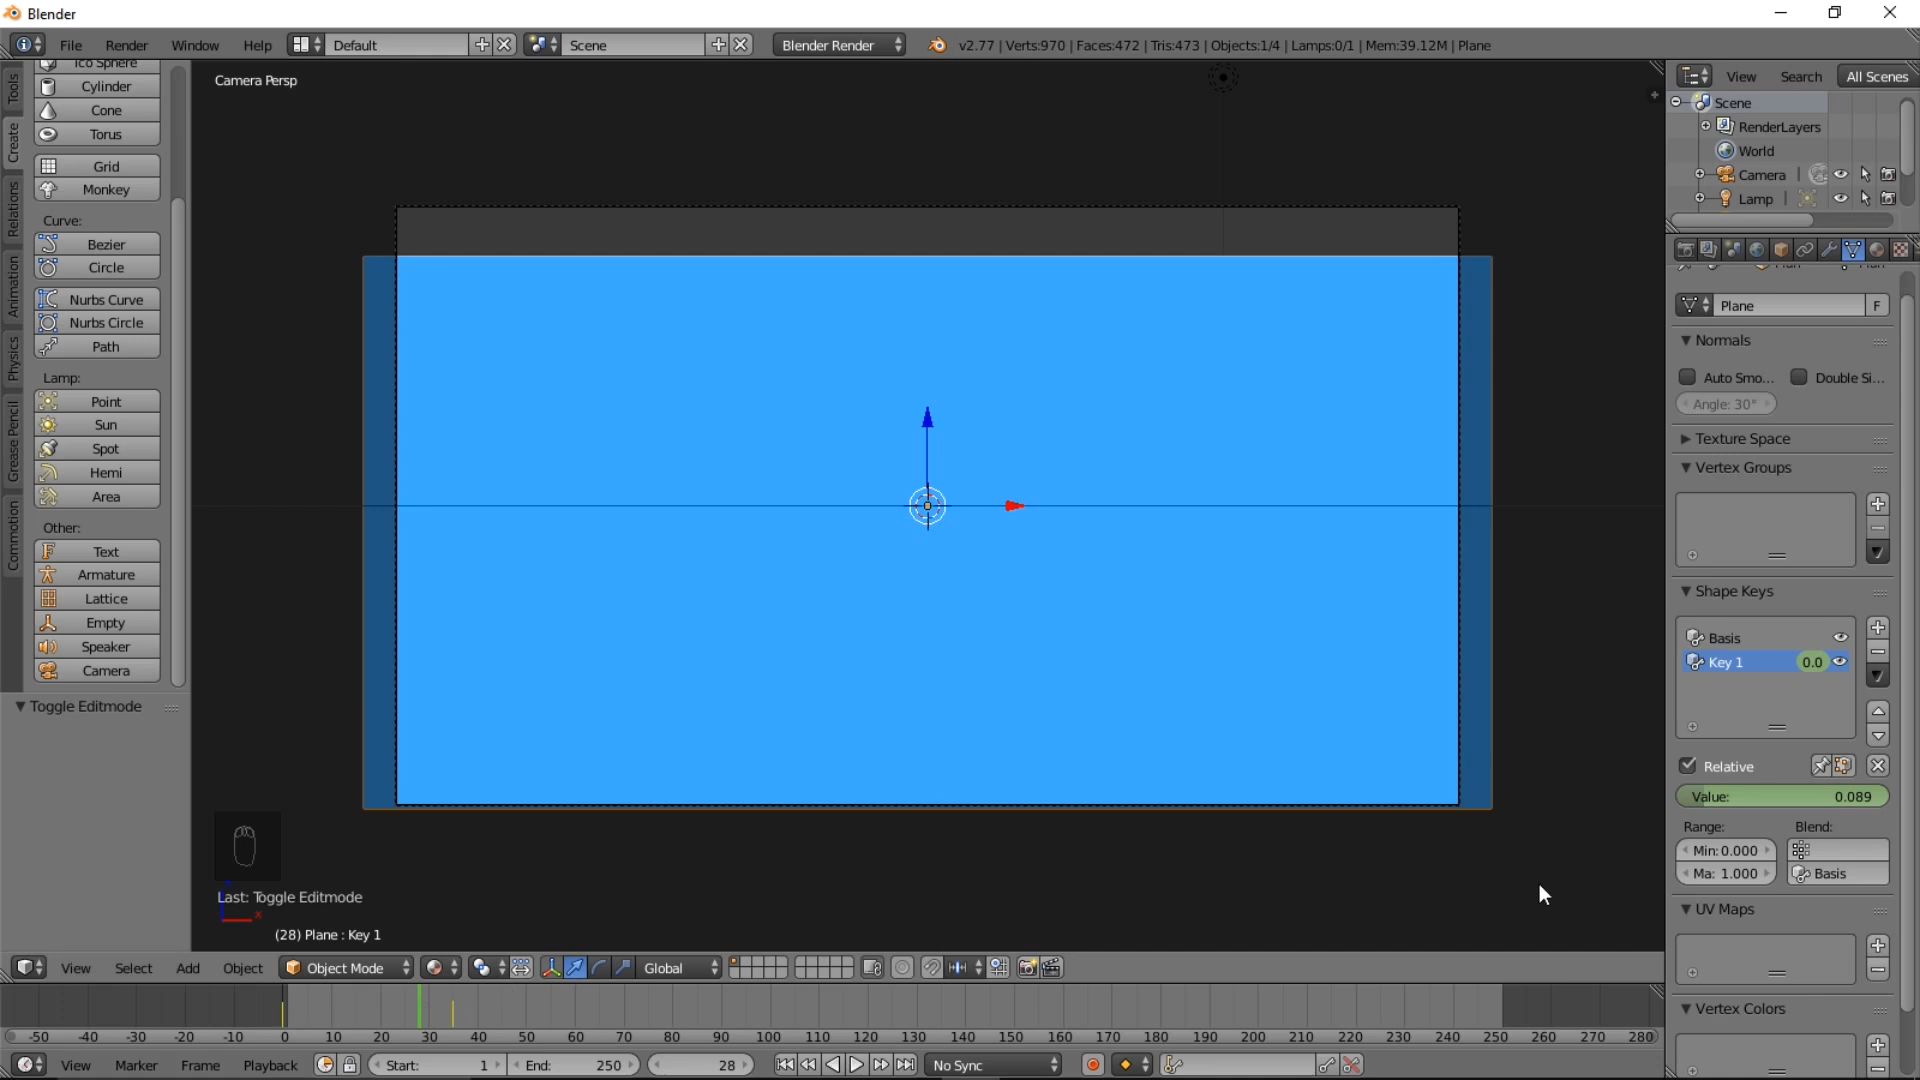 Blender
File Render Window Help Default Scene Blender Render v2.77 | Verts:970 | Faces:472 | Tris:473 | Objects:1/4 | Lamps:0/1 | Mem:39.12M | Plane
Tools
Create
Relations
Animation
Physics
Grease Pencil
Commotion
Ico Sphere
Cylinder
Cone
Torus
Grid
Monkey
Curve:
Bezier
Circle
Nurbs Curve
Nurbs Circle
Path
Lamp:
Point
Sun
Spot
Hemi
Area
Other:
Text
Armature
Lattice
Empty
Speaker
Camera
Toggle Editmode
Camera Persp
Last: Toggle Editmode
x
(28) Plane : Key 1
View Search All Scenes
Scene
RenderLayers
World
Camera
Lamp
Plane F
Normals
Auto Smo... Double Si...
Angle: 30°
Texture Space
Vertex Groups
Shape Keys
Basis
Key 1 0.0
Relative
Value: 0.089
Range: Blend:
Min: 0.000
Ma: 1.000 Basis
UV Maps
Vertex Colors
View Select Add Object Object Mode Global
-50 -40 -30 -20 -10 0 10 20 30 40 50 60 70 80 90 100 110 120 130 140 150 160 170 180 190 200 210 220 230 240 250 260 270 280
View Marker Frame Playback Start: 1 End: 250 28 No Sync